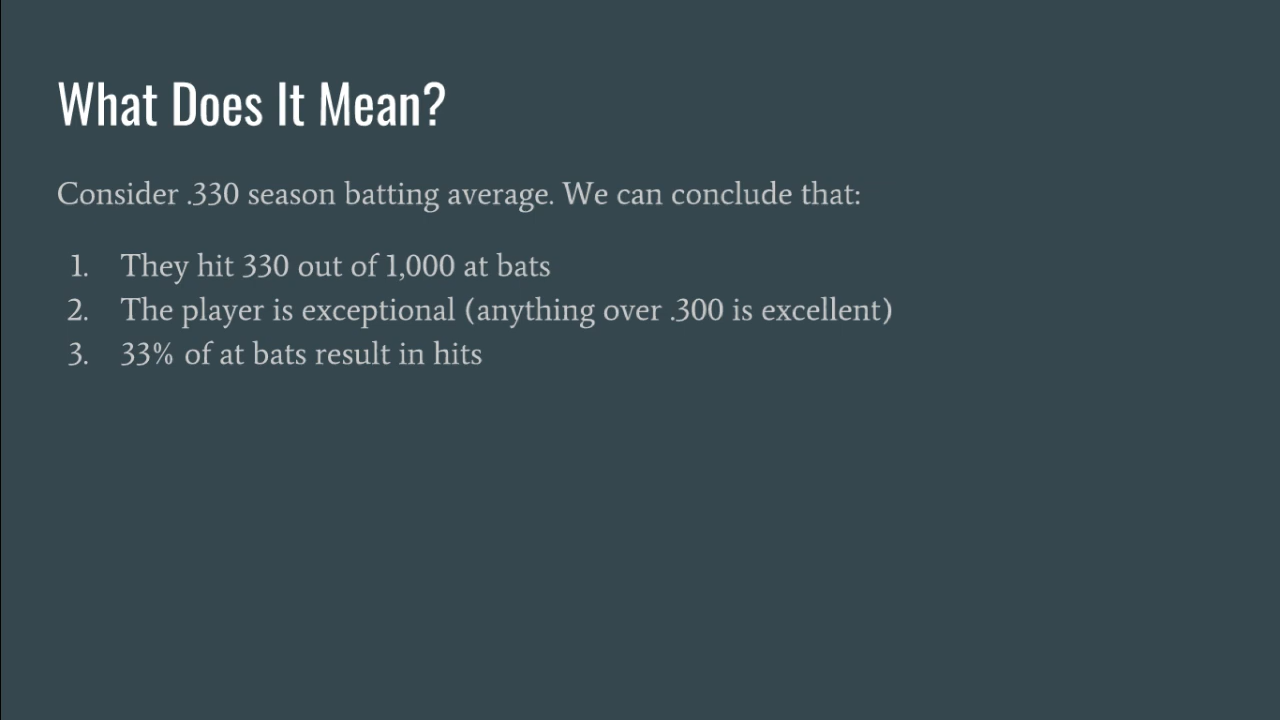 What Does It Mean?
Consider .330 season batting average. We can conclude that:
1. They hit 330 out of 1,000 at bats
2. The player is exceptional (anything over .300 is excellent)
3. 33% of at bats result in hits